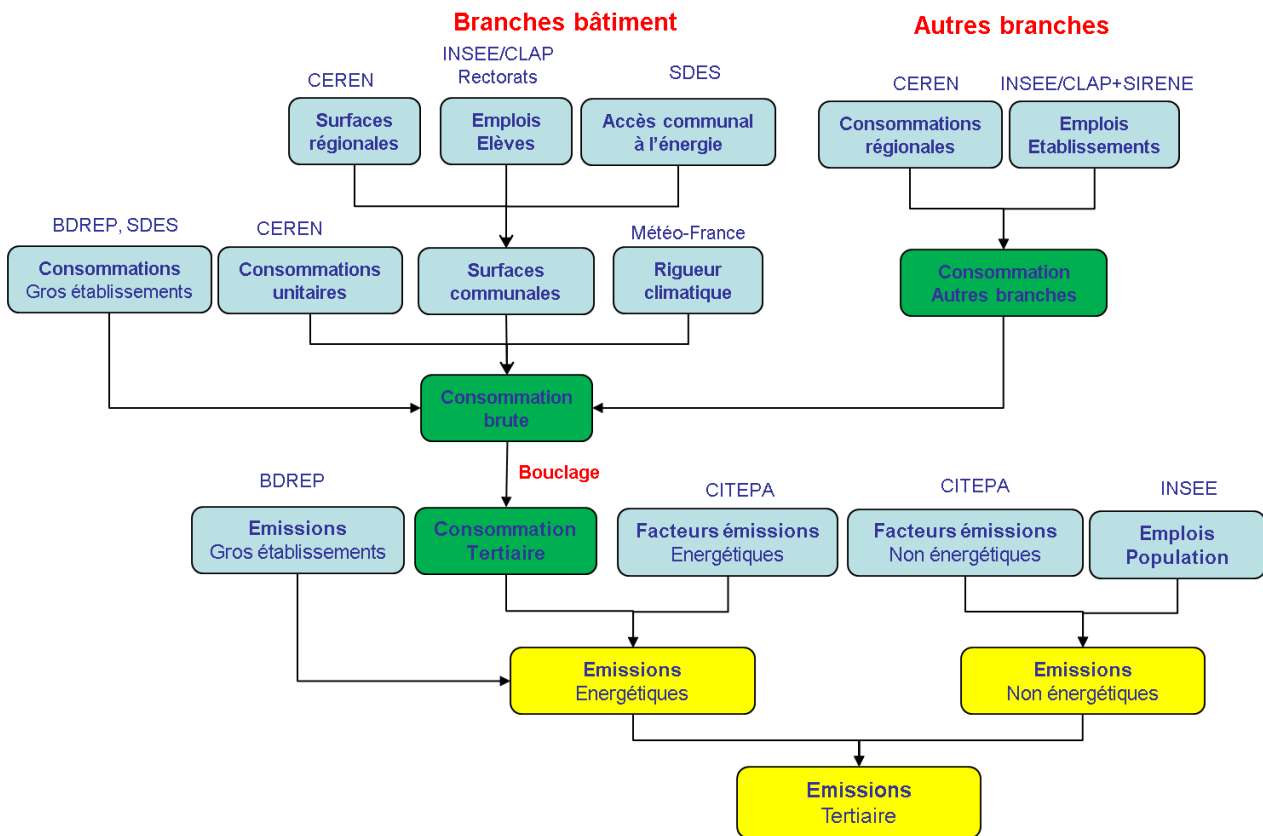 Branches bâtiment
Autres branches
CEREN
INSEE/CLAP
Rectorats
SDES
CEREN
INSEE/CLAP+SIRENE
Surfaces
régionales
Emplois
Elèves
Accès communal
à l'énergie
Consommations
régionales
Emplois
Etablissements
BDREP, SDES
CEREN
Météo-France
Consommations
Gros établissements
Consommations
unitaires
Surfaces
communales
Rigueur
climatique
Consommation
Autres branches
Consommation
brute
Bouclage
BDREP
CITEPA
CITEPA
INSEE
Emissions
Gros établissements
Consommation
Tertiaire
Facteurs émissions
Energétiques
Facteurs émissions
Non énergétiques
Emplois
Population
Emissions
Energétiques
Emissions
Non énergétiques
Emissions
Tertiaire